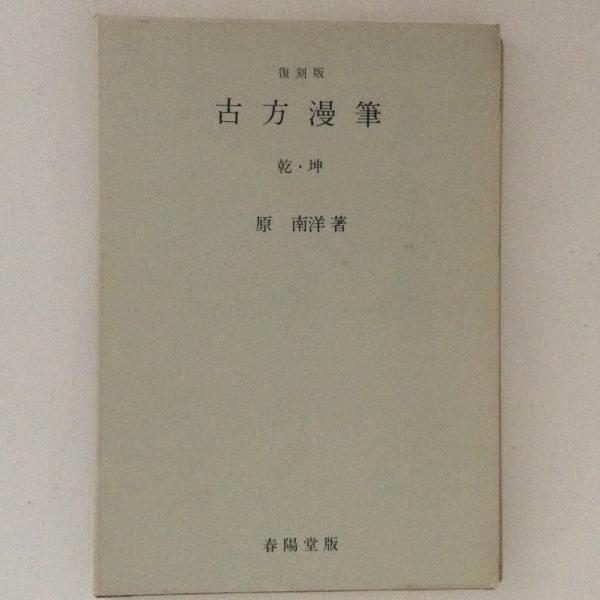 復刻版
古方漫筆
乾・坤
原 南洋著
春陽堂版